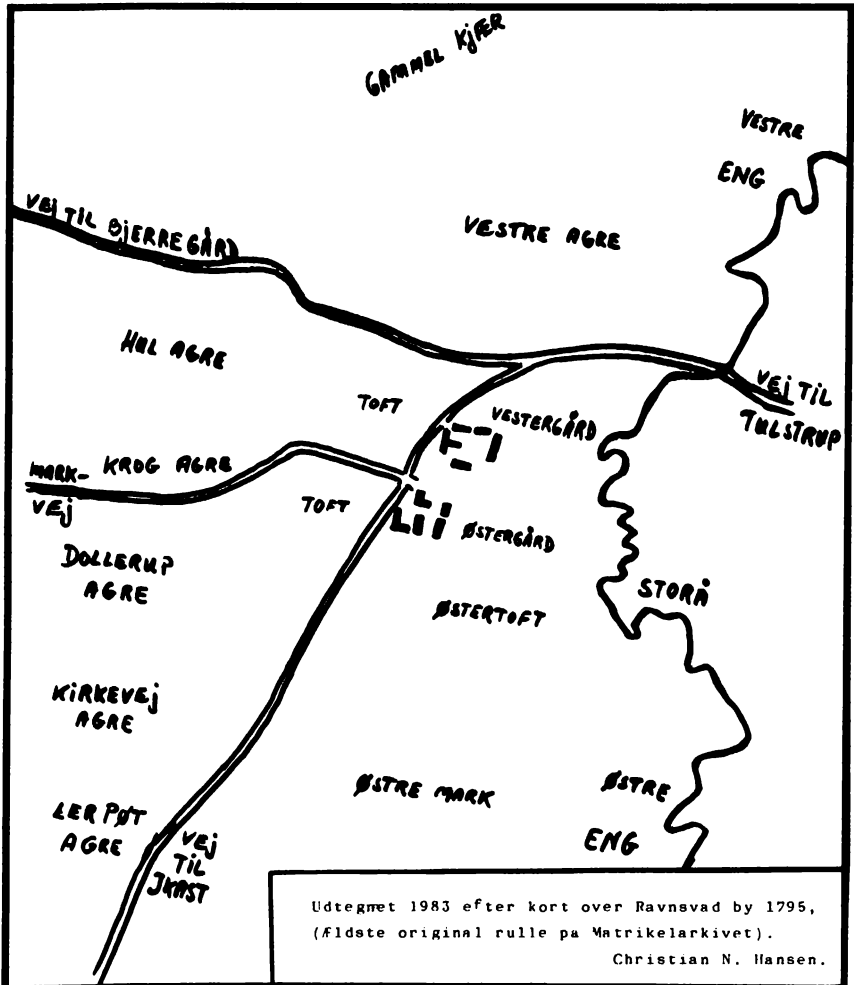 GAMMEL KJÆR
VESTRE
ENG
VEJ TIL BJERREGÅRD
VESTRE AGRE
HUL AGRE
VEJ TIL
TULSTRUP
TOFT
VESTERGÅRD
MARK-
VEJ
KROG AGRE
TOFT
ØSTERGÅRD
DOLLERUP
AGRE
STORÅ
ØSTERTOFT
KIRKEVEJ
AGRE
ØSTRE MARK
ØSTRE
ENG
LER PØT
AGRE
VEJ
TIL
JKAST
Udtegnet 1983 efter kort over Ravnsvad by 1795,
(Ældste original rulle pa Matrikelarkivet).
Christian N. Hansen.